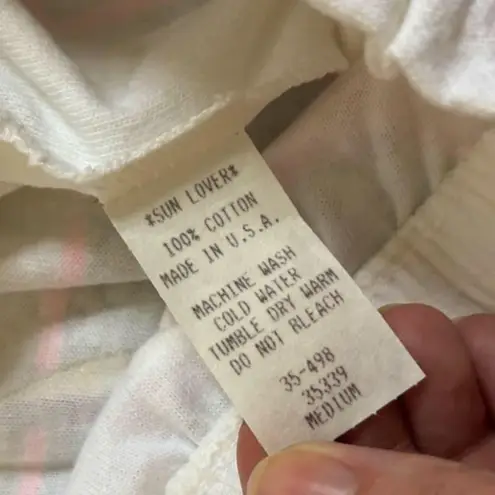 *SUN LOVER*
100% COTTON
MADE IN U.S.A.
MACHINE WASH
COLD WATER
TUMBLE DRY WARM
DO NOT BLEACH
35-498
35339
MEDIUM